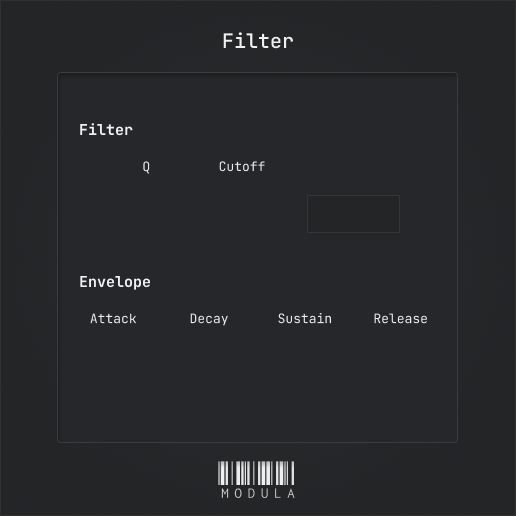 Filter
Filter
Q Cutoff
Envelope
Attack Decay Sustain Release
MODULA